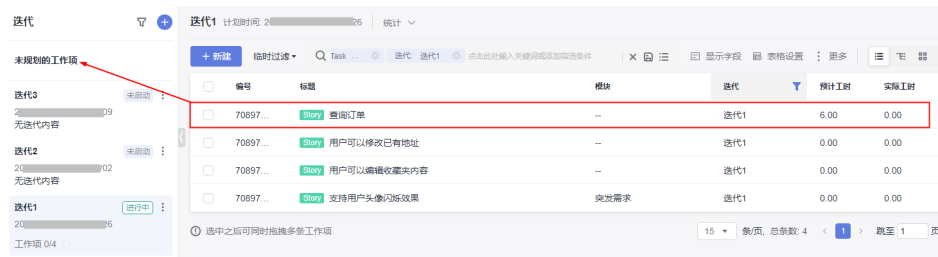 迭代
迭代1 计划时间: 2 26 统计
未规划的工作项
+ 新建 临时过滤 Task ... 迭代: 迭代1 点击此处输入关键词或添加筛选条件 显示字段 表格设置 更多
编号 标题 模块 迭代 预计工时 实际工时
迭代3 未启动
2 09
无迭代内容
70897... Story 查询订单 -- 迭代1 6.00 0.00
迭代2 未启动
20 /02
无迭代内容
70897... Story 用户可以修改已有地址 -- 迭代1 0.00 0.00
70897... Story 用户可以编辑收藏夹内容 -- 迭代1 0.00 0.00
迭代1 进行中
20 26
工作项 0/4
70897... Story 支持用户头像闪烁效果 突发需求 迭代1 0.00 0.00
选中之后可同时拖拽多条工作项 15 条/页, 总条数: 4 < 1 > 跳至 1 页